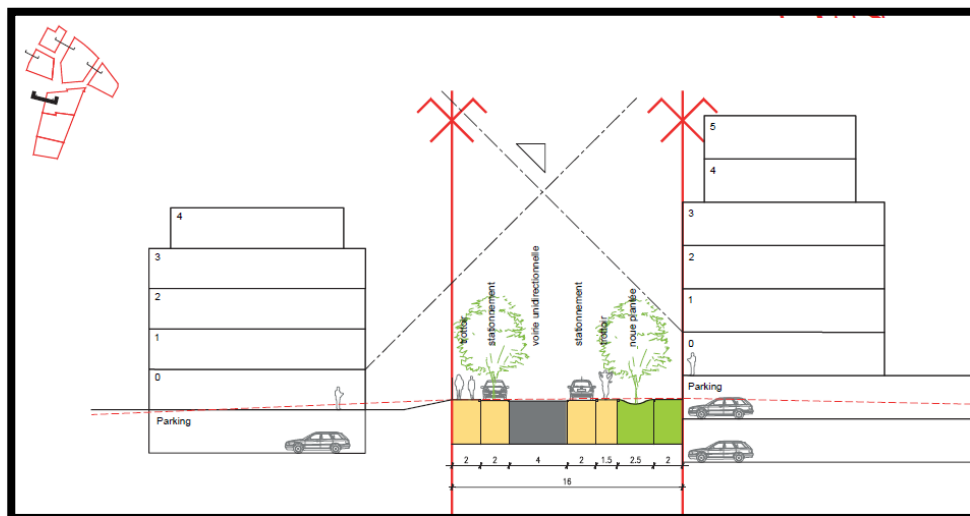 4
3
2
1
0
Parking
trottoir
stationnement
voirie unidirectionnelle
stationnement
trottoir
noue plantée
5
4
3
2
1
0
Parking
2 2 4 2 1.5 2.5 2
16